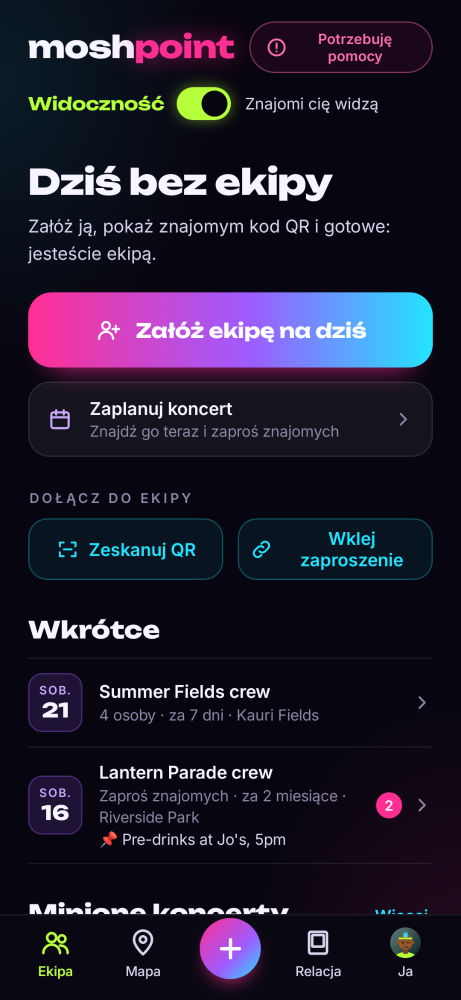 moshpoint
Potrzebuję
pomocy
Widoczność
Znajomi cię widzą
Dziś bez ekipy
Załóż ją, pokaż znajomym kod QR i gotowe:
jesteście ekipą.
Załóż ekipę na dziś
Zaplanuj koncert
Znajdź go teraz i zaproś znajomych
DOŁĄCZ DO EKIPY
Zeskanuj QR
Wklej
zaproszenie
Wkrótce
SOB.
21
Summer Fields crew
4 osoby · za 7 dni · Kauri Fields
SOB.
16
Lantern Parade crew
Zaproś znajomych · za 2 miesiące ·
Riverside Park
📌 Pre-drinks at Jo's, 5pm
2
Minione koncerty
Więcej
Ekipa
Mapa
Relacja
Ja